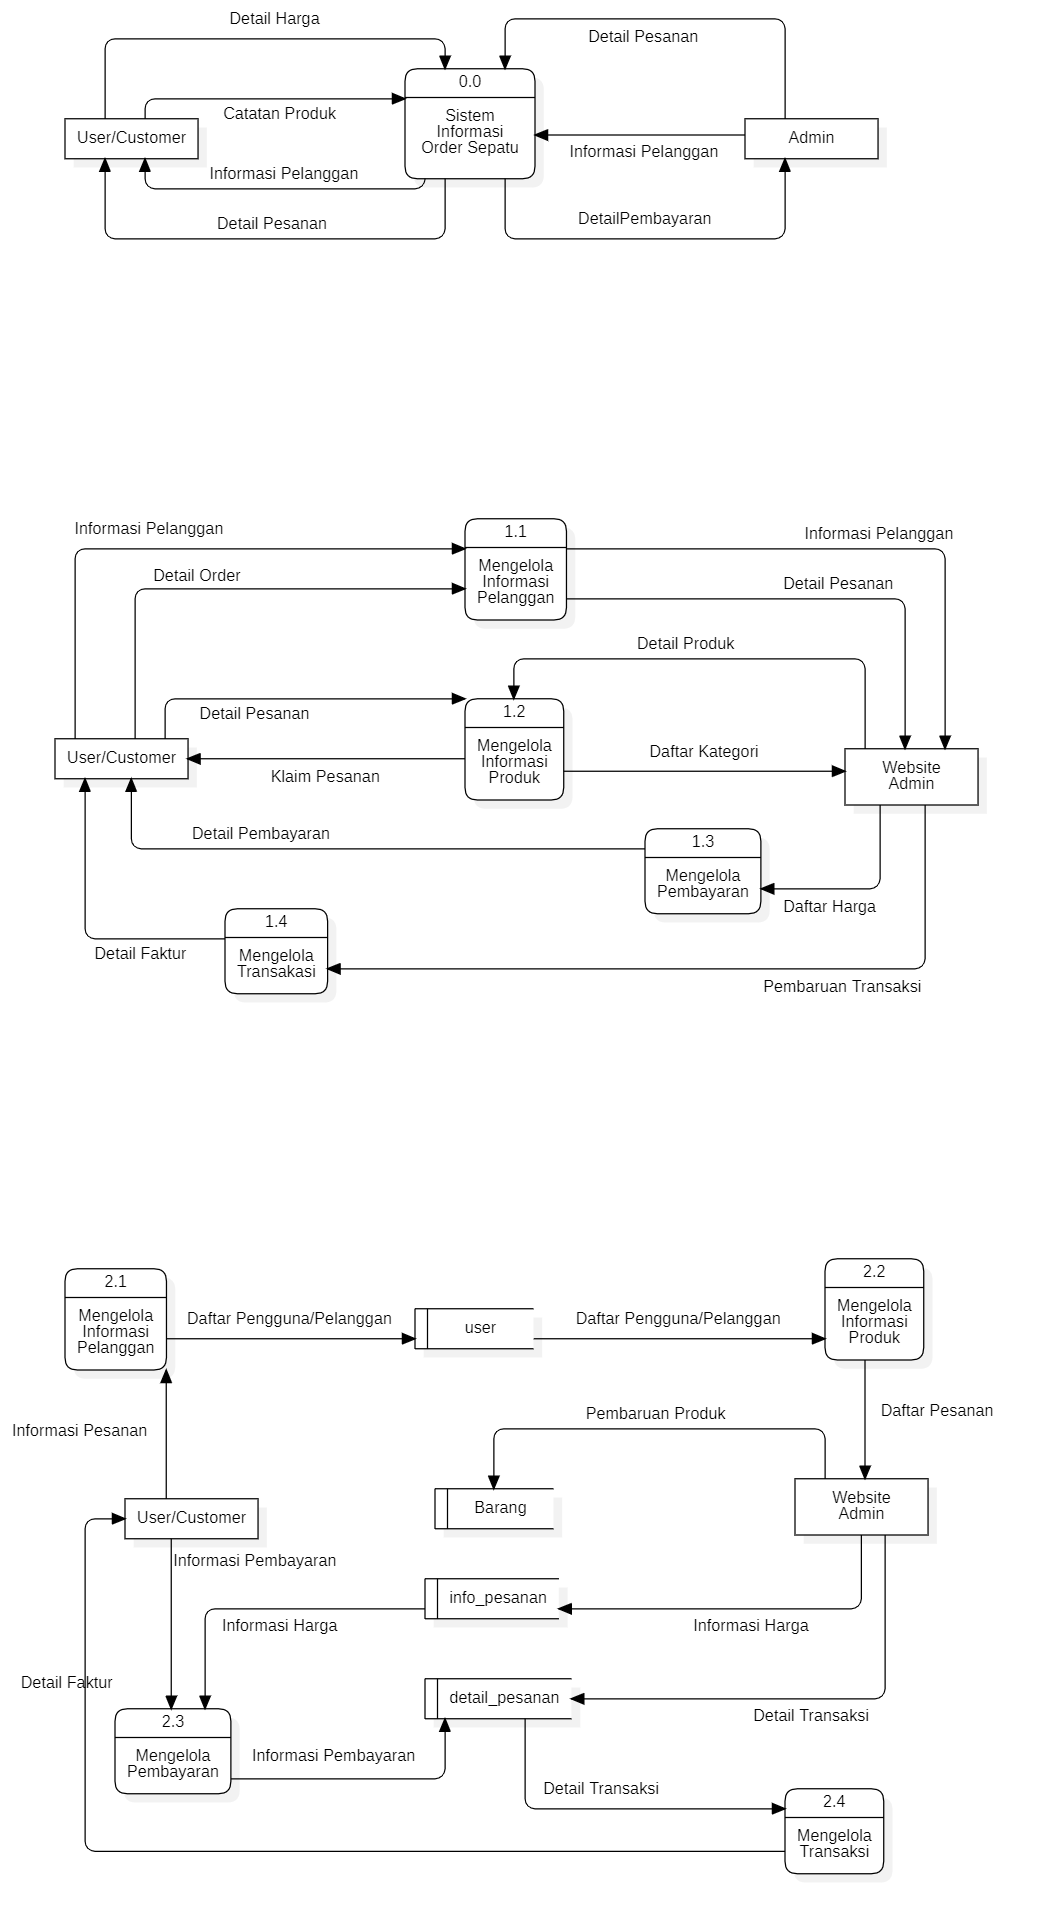 Detail Harga
Detail Pesanan
0.0
Catatan Produk
Sistem
Informasi
Order Sepatu
User/Customer
Admin
Informasi Pelanggan
Informasi Pelanggan
Detail Pesanan
DetailPembayaran
Informasi Pelanggan
1.1
Informasi Pelanggan
Mengelola
Informasi
Pelanggan
Detail Order
Detail Pesanan
Detail Produk
Detail Pesanan
1.2
Mengelola
Informasi
Produk
Daftar Kategori
User/Customer
Website
Admin
Klaim Pesanan
Detail Pembayaran
1.3
Mengelola
Pembayaran
Daftar Harga
1.4
Mengelola
Transakasi
Detail Faktur
Pembaruan Transaksi
2.1
Mengelola
Informasi
Pelanggan
Daftar Pengguna/Pelanggan
user
Daftar Pengguna/Pelanggan
2.2
Mengelola
Informasi
Produk
Daftar Pesanan
Pembaruan Produk
Informasi Pesanan
Website
Admin
Barang
User/Customer
Informasi Pembayaran
info_pesanan
Informasi Harga
Informasi Harga
Detail Faktur
detail_pesanan
Detail Transaksi
2.3
Mengelola
Pembayaran
Informasi Pembayaran
Detail Transaksi
2.4
Mengelola
Transaksi